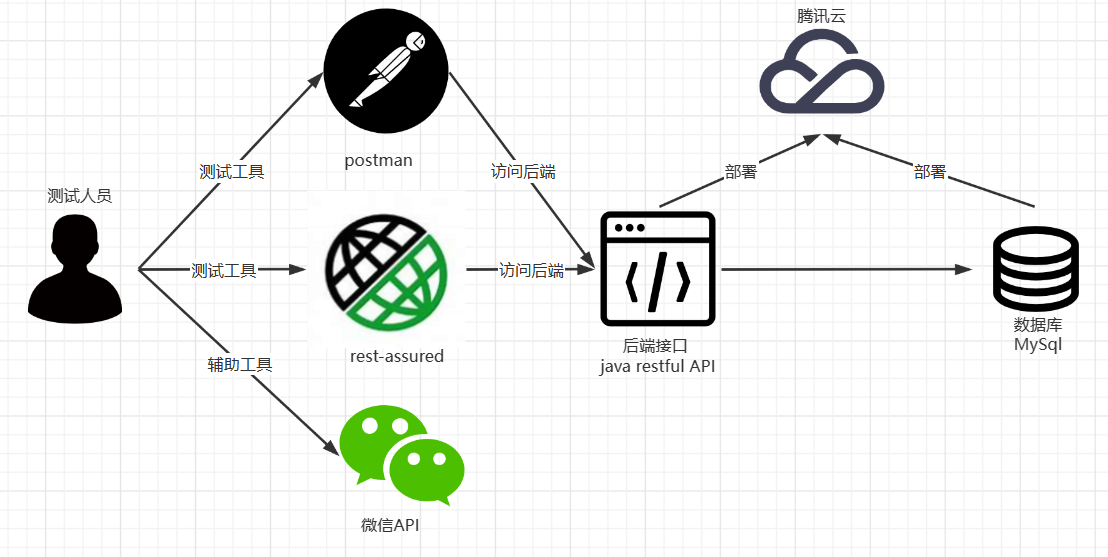 腾讯云
postman
测试工具
访问后端
部署
部署
测试人员
测试工具
访问后端
rest-assured
后端接口
java restful API
数据库
MySql
辅助工具
微信API